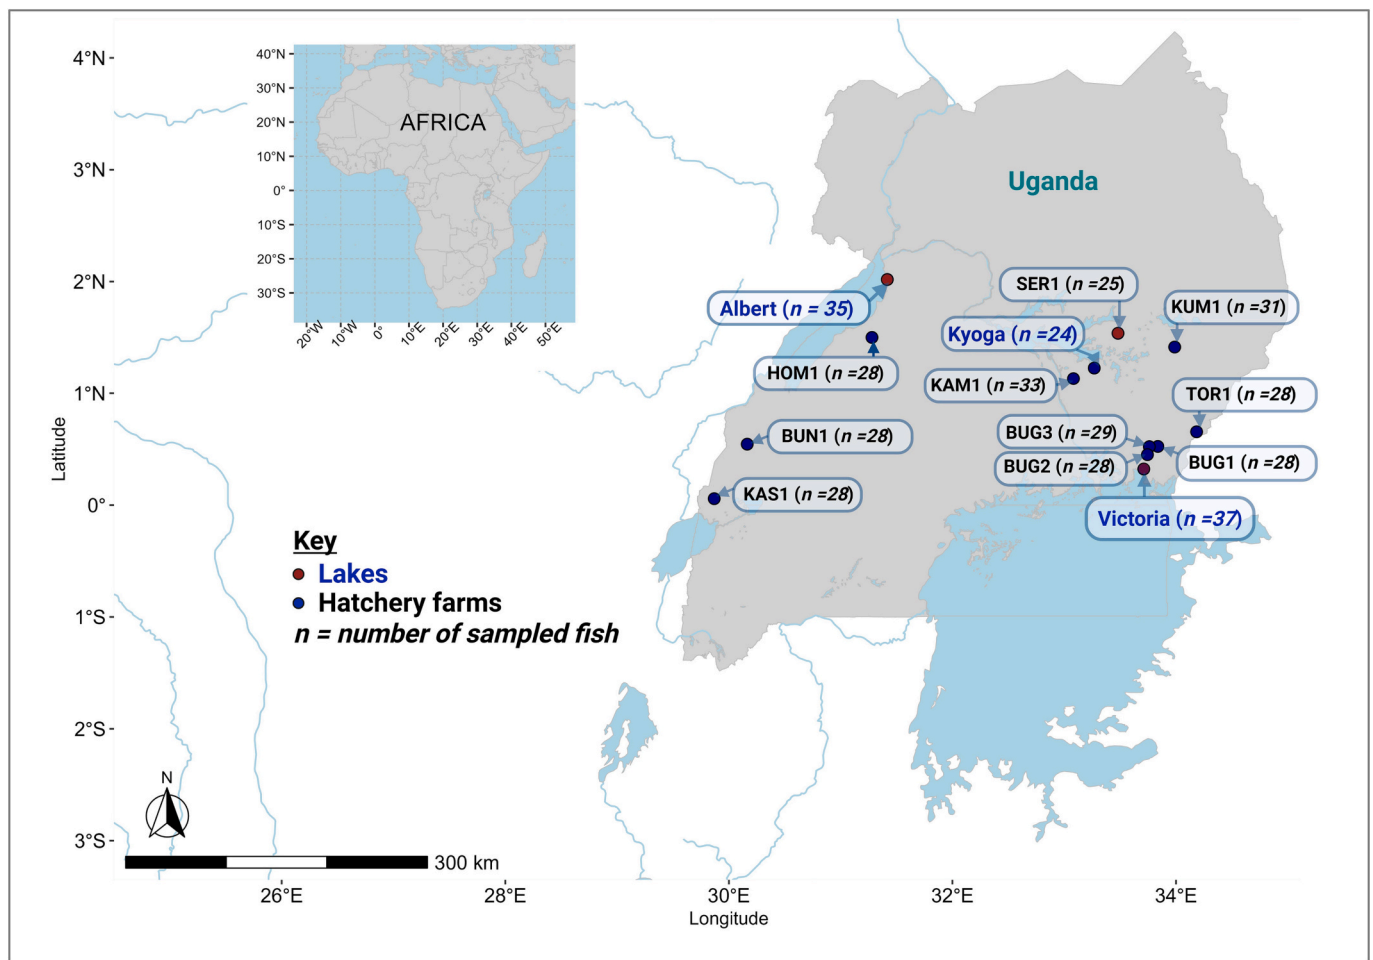 4°N
3°N
2°N
1°N
0°
1°S
2°S
3°S
Latitude
40°N
30°N
20°N
10°N
0°
10°S
20°S
30°S
20°W
10°W
0°
10°E
20°E
30°E
40°E
50°E
AFRICA
Uganda
Albert (n = 35)
HOM1 (n =28)
SER1 (n =25)
KUM1 (n =31)
Kyoga (n =24)
KAM1 (n =33)
TOR1 (n =28)
BUN1 (n =28)
BUG3 (n =29)
BUG2 (n =28)
BUG1 (n =28)
KAS1 (n =28)
Victoria (n =37)
Key
Lakes
Hatchery farms
n = number of sampled fish
N
300 km
26°E
28°E
30°E
32°E
34°E
Longitude